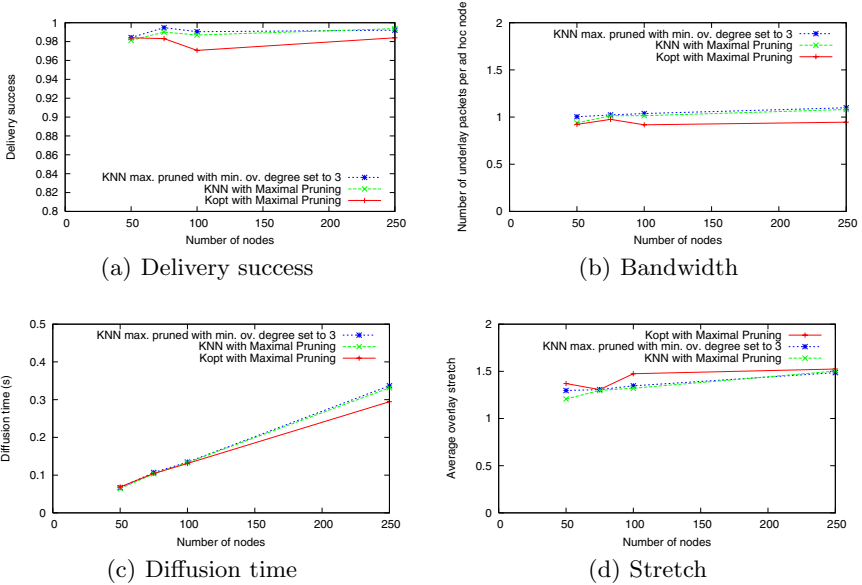 1
0.98
0.96
0.94
0.92
0.9
0.88
0.86
0.84
0.82
0.8
Delivery success
KNN max. pruned with min. ov. degree set to 3
KNN with Maximal Pruning
Kopt with Maximal Pruning
0 50 100 150 200 250
Number of nodes
(a) Delivery success
2
1.5
1
0.5
0
Number of underlay packets per ad hoc node
KNN max. pruned with min. ov. degree set to 3
KNN with Maximal Pruning
Kopt with Maximal Pruning
0 50 100 150 200 250
Number of nodes
(b) Bandwidth
0.5
0.4
0.3
0.2
0.1
0
Diffusion time (s)
KNN max. pruned with min. ov. degree set to 3
KNN with Maximal Pruning
Kopt with Maximal Pruning
0 50 100 150 200 250
Number of nodes
(c) Diffusion time
2
1.5
1
0.5
0
Average overlay stretch
Kopt with Maximal Pruning
KNN max. pruned with min. ov. degree set to 3
KNN with Maximal Pruning
0 50 100 150 200 250
Number of nodes
(d) Stretch